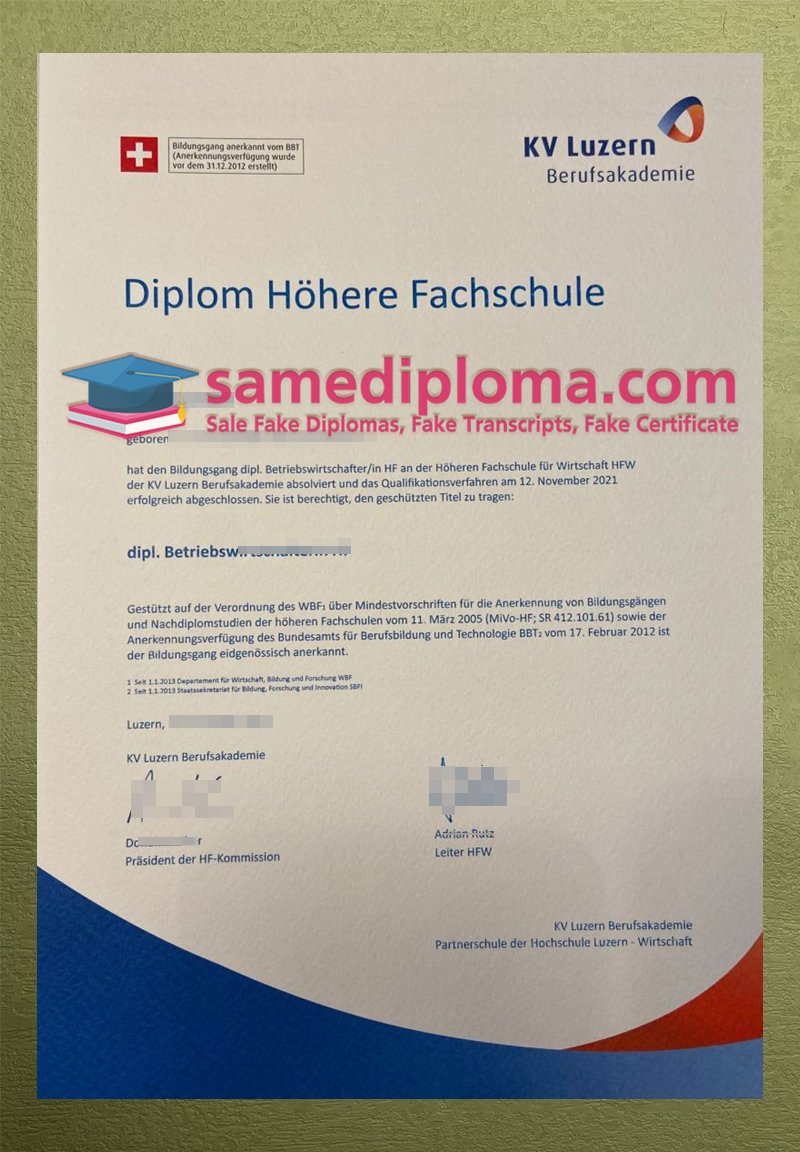 Bildungsgang anerkannt vom BBT
(Anerkennungsverfügung wurde
vor dem 31.12.2012 erstellt)
KV Luzern
Berufsakademie
Diplom Höhere Fachschule
samediploma.com
Sale Fake Diplomas, Fake Transcripts, Fake Certificate
geboren
hat den Bildungsgang dipl. Betriebswirtschafter/in HF an der Höheren Fachschule für Wirtschaft HFW
der KV Luzern Berufsakademie absolviert und das Qualifikationsverfahren am 12. November 2021
erfolgreich abgeschlossen. Sie ist berechtigt, den geschützten Titel zu tragen:
dipl.
Gestützt auf der Verordnung des WBF1 über Mindestvorschriften für die Anerkennung von Bildungsgängen
und Nachdiplomstudien der höheren Fachschulen vom 11. März 2005 (MiVo-HF; SR 412.101.61) sowie der
Anerkennungsverfügung des Bundesamts für Berufsbildung und Technologie BBT2 vom 17. Februar 2012 ist
der Bildungsgang eidgenössisch anerkannt.
1 Seit 1.1.2013 Departement für Wirtschaft, Bildung und Forschung WBF
2 Seit 1.1.2013 Staatssekretariat für Bildung, Forschung und Innovation SBFI
Luzern,
KV Luzern Berufsakademie
Adrian Rutz
Präsident der HF-Kommission
Leiter HFW
KV Luzern Berufsakademie
Partnerschule der Hochschule Luzern - Wirtschaft